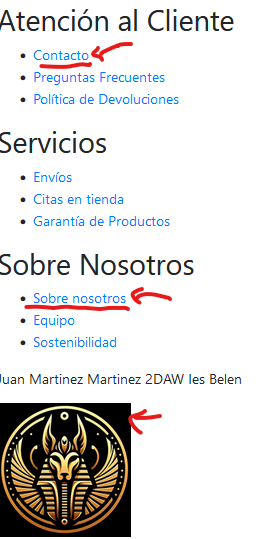 Atención al Cliente
Contacto
Preguntas Frecuentes
Política de Devoluciones
Servicios
Envíos
Citas en tienda
Garantía de Productos
Sobre Nosotros
Sobre nosotros
Equipo
Sostenibilidad
Juan Martinez Martinez 2DAW Ies Belen